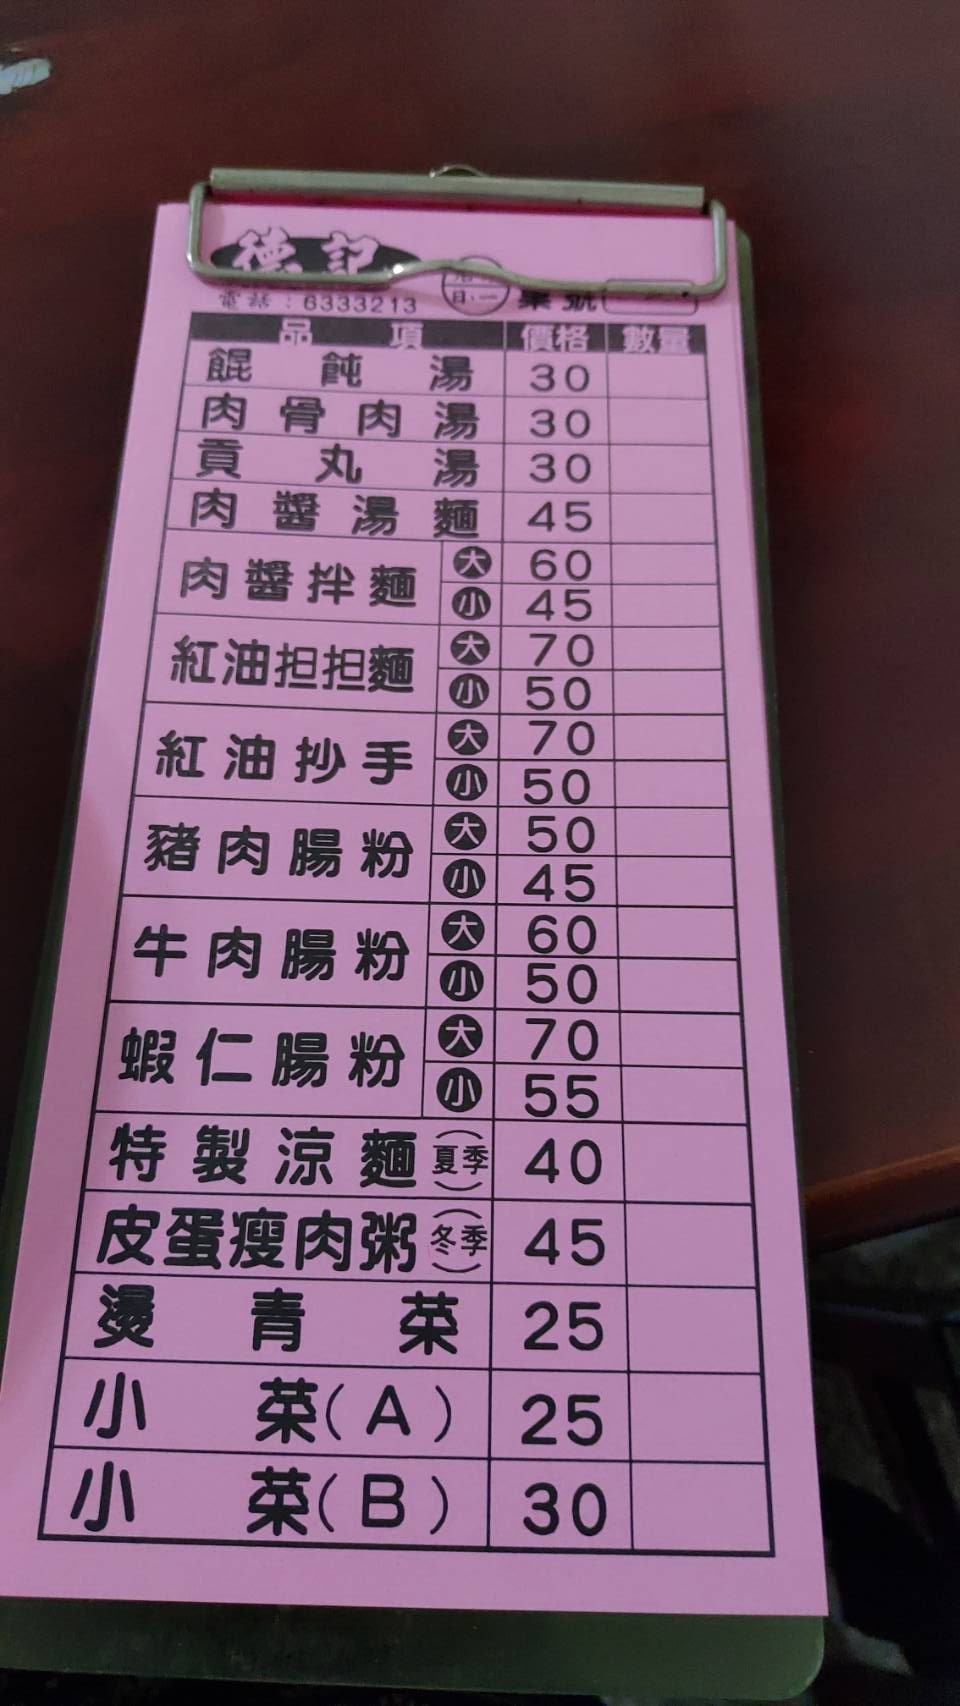 德記
電話：6333213
日、一 桌號
品項 價格 數量
餛飩湯 30
肉骨肉湯 30
貢丸湯 30
肉醬湯麵 45
肉醬拌麵 大 60
小 45
紅油担担麵 大 70
小 50
紅油抄手 大 70
小 50
豬肉腸粉 大 50
小 45
牛肉腸粉 大 60
小 50
蝦仁腸粉 大 70
小 55
特製涼麵(夏季) 40
皮蛋瘦肉粥(冬季) 45
燙青菜 25
小菜(A) 25
小菜(B) 30